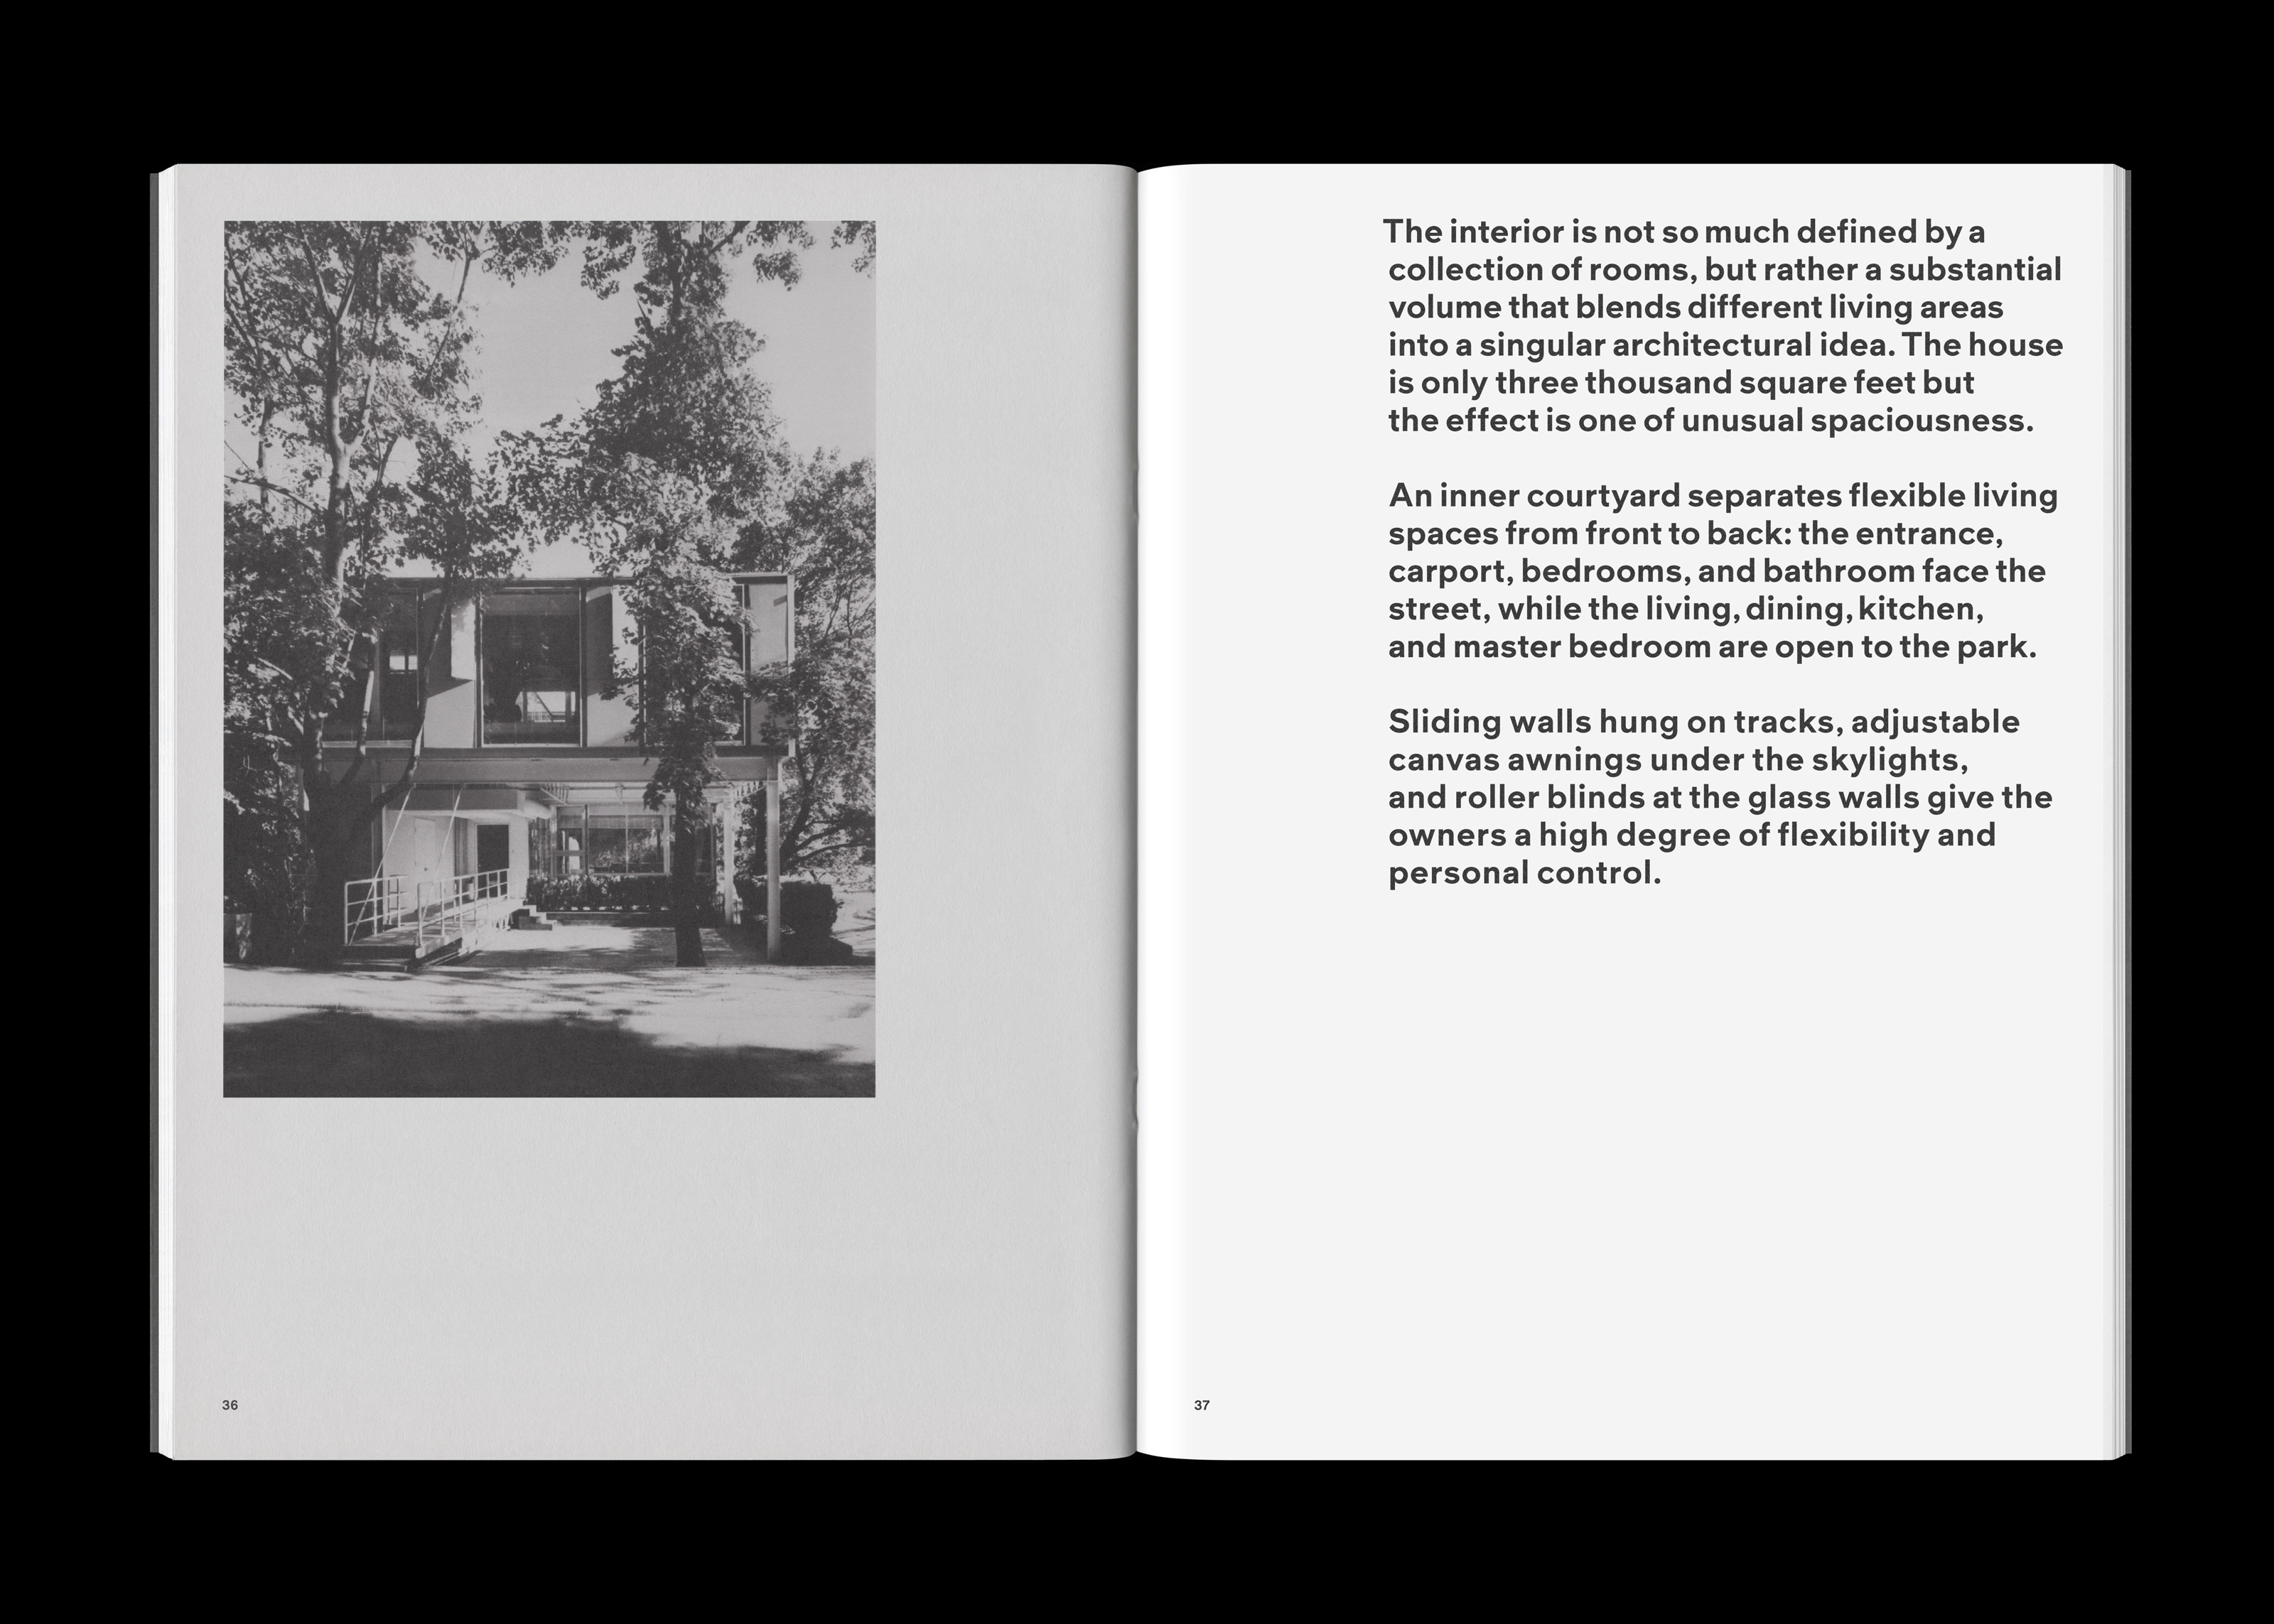 The interior is not so much defined by a
collection of rooms, but rather a substantial
volume that blends different living areas
into a singular architectural idea. The house
is only three thousand square feet but
the effect is one of unusual spaciousness.
An inner courtyard separates flexible living
spaces from front to back: the entrance,
carport, bedrooms, and bathroom face the
street, while the living, dining, kitchen,
and master bedroom are open to the park.
Sliding walls hung on tracks, adjustable
canvas awnings under the skylights,
and roller blinds at the glass walls give the
owners a high degree of flexibility and
personal control.
36
37